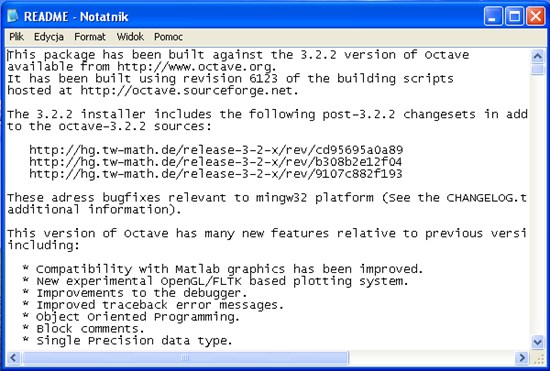 README - Notatnik
Plik Edycja Format Widok Pomoc
This package has been built against the 3.2.2 version of Octave
available from http://www.octave.org.
It has been built using revision 6123 of the building scripts
hosted at http://octave.sourceforge.net.
The 3.2.2 installer includes the following post-3.2.2 changesets in add
to the octave-3.2.2 sources:
http://hg.tw-math.de/release-3-2-x/rev/cd95695a0a89
http://hg.tw-math.de/release-3-2-x/rev/b308b2e12f04
http://hg.tw-math.de/release-3-2-x/rev/9107c882f193
These adress bugfixes relevant to mingw32 platform (See the CHANGELOG.t
additional information).
This version of Octave has many new features relative to previous versi
including:
* Compatibility with Matlab graphics has been improved.
* New experimental OpenGL/FLTK based plotting system.
* Improvements to the debugger.
* Improved traceback error messages.
* Object Oriented Programming.
* Block comments.
* Single Precision data type.